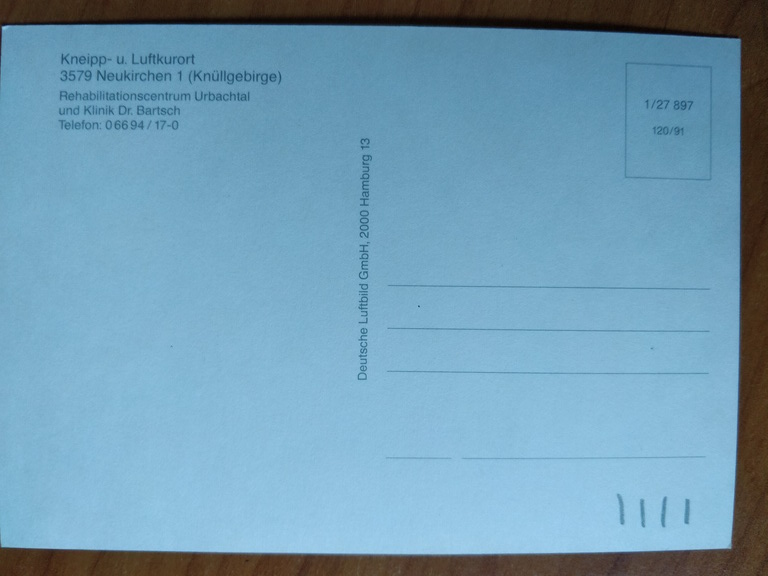 Kneipp- u. Luftkurort
3579 Neukirchen 1 (Knüllgebirge)
Rehabilitationscentrum Urbachtal
und Klinik Dr. Bartsch
Telefon: 0 66 94 / 17-0
Deutsche Luftbild GmbH, 2000 Hamburg 13
1/27 897
120/91